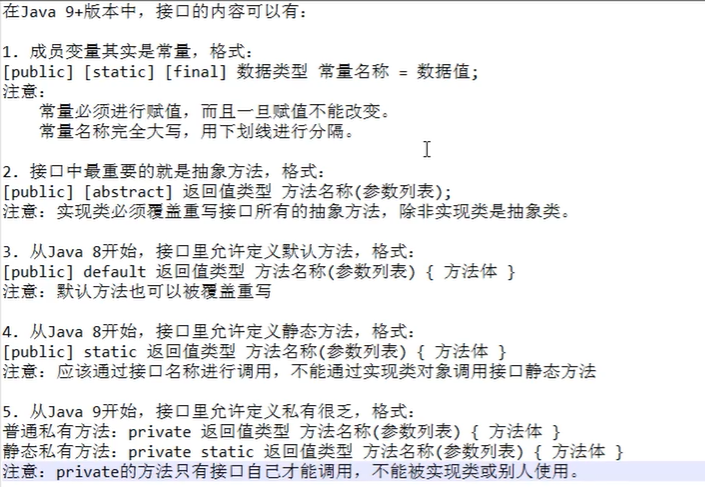 在Java 9+版本中，接口的内容可以有：
1. 成员变量其实是常量，格式：
[public] [static] [final] 数据类型 常量名称 = 数据值;
注意：
常量必须进行赋值，而且一旦赋值不能改变。
常量名称完全大写，用下划线进行分隔。
2. 接口中最重要的就是抽象方法，格式：
[public] [abstract] 返回值类型 方法名称(参数列表);
注意：实现类必须覆盖重写接口所有的抽象方法，除非实现类是抽象类。
3. 从Java 8开始，接口里允许定义默认方法，格式：
[public] default 返回值类型 方法名称(参数列表) { 方法体 }
注意：默认方法也可以被覆盖重写
4. 从Java 8开始，接口里允许定义静态方法，格式：
[public] static 返回值类型 方法名称(参数列表) { 方法体 }
注意：应该通过接口名称进行调用，不能通过实现类对象调用接口静态方法
5. 从Java 9开始，接口里允许定义私有很乏，格式：
普通私有方法：private 返回值类型 方法名称(参数列表) { 方法体 }
静态私有方法：private static 返回值类型 方法名称(参数列表) { 方法体 }
注意：private的方法只有接口自己才能调用，不能被实现类或别人使用。